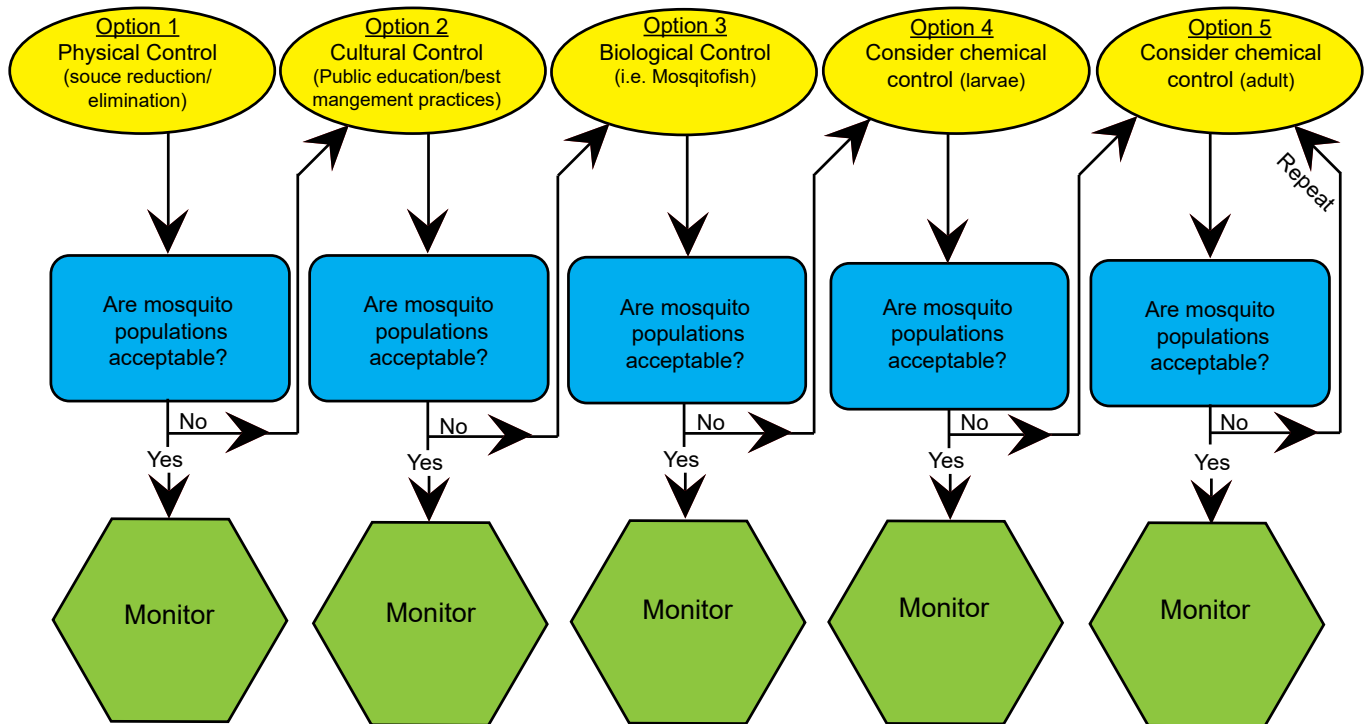 Option 1
Physical Control
(souce reduction/
elimination)
Option 2
Cultural Control
(Public education/best
mangement practices)
Option 3
Biological Control
(i.e. Mosqitofish)
Option 4
Consider chemical
control (larvae)
Option 5
Consider chemical
control (adult)
Repeat
Are mosquito
populations
acceptable?
Are mosquito
populations
acceptable?
Are mosquito
populations
acceptable?
Are mosquito
populations
acceptable?
Are mosquito
populations
acceptable?
No
No
No
No
No
Yes
Yes
Yes
Yes
Yes
Monitor
Monitor
Monitor
Monitor
Monitor